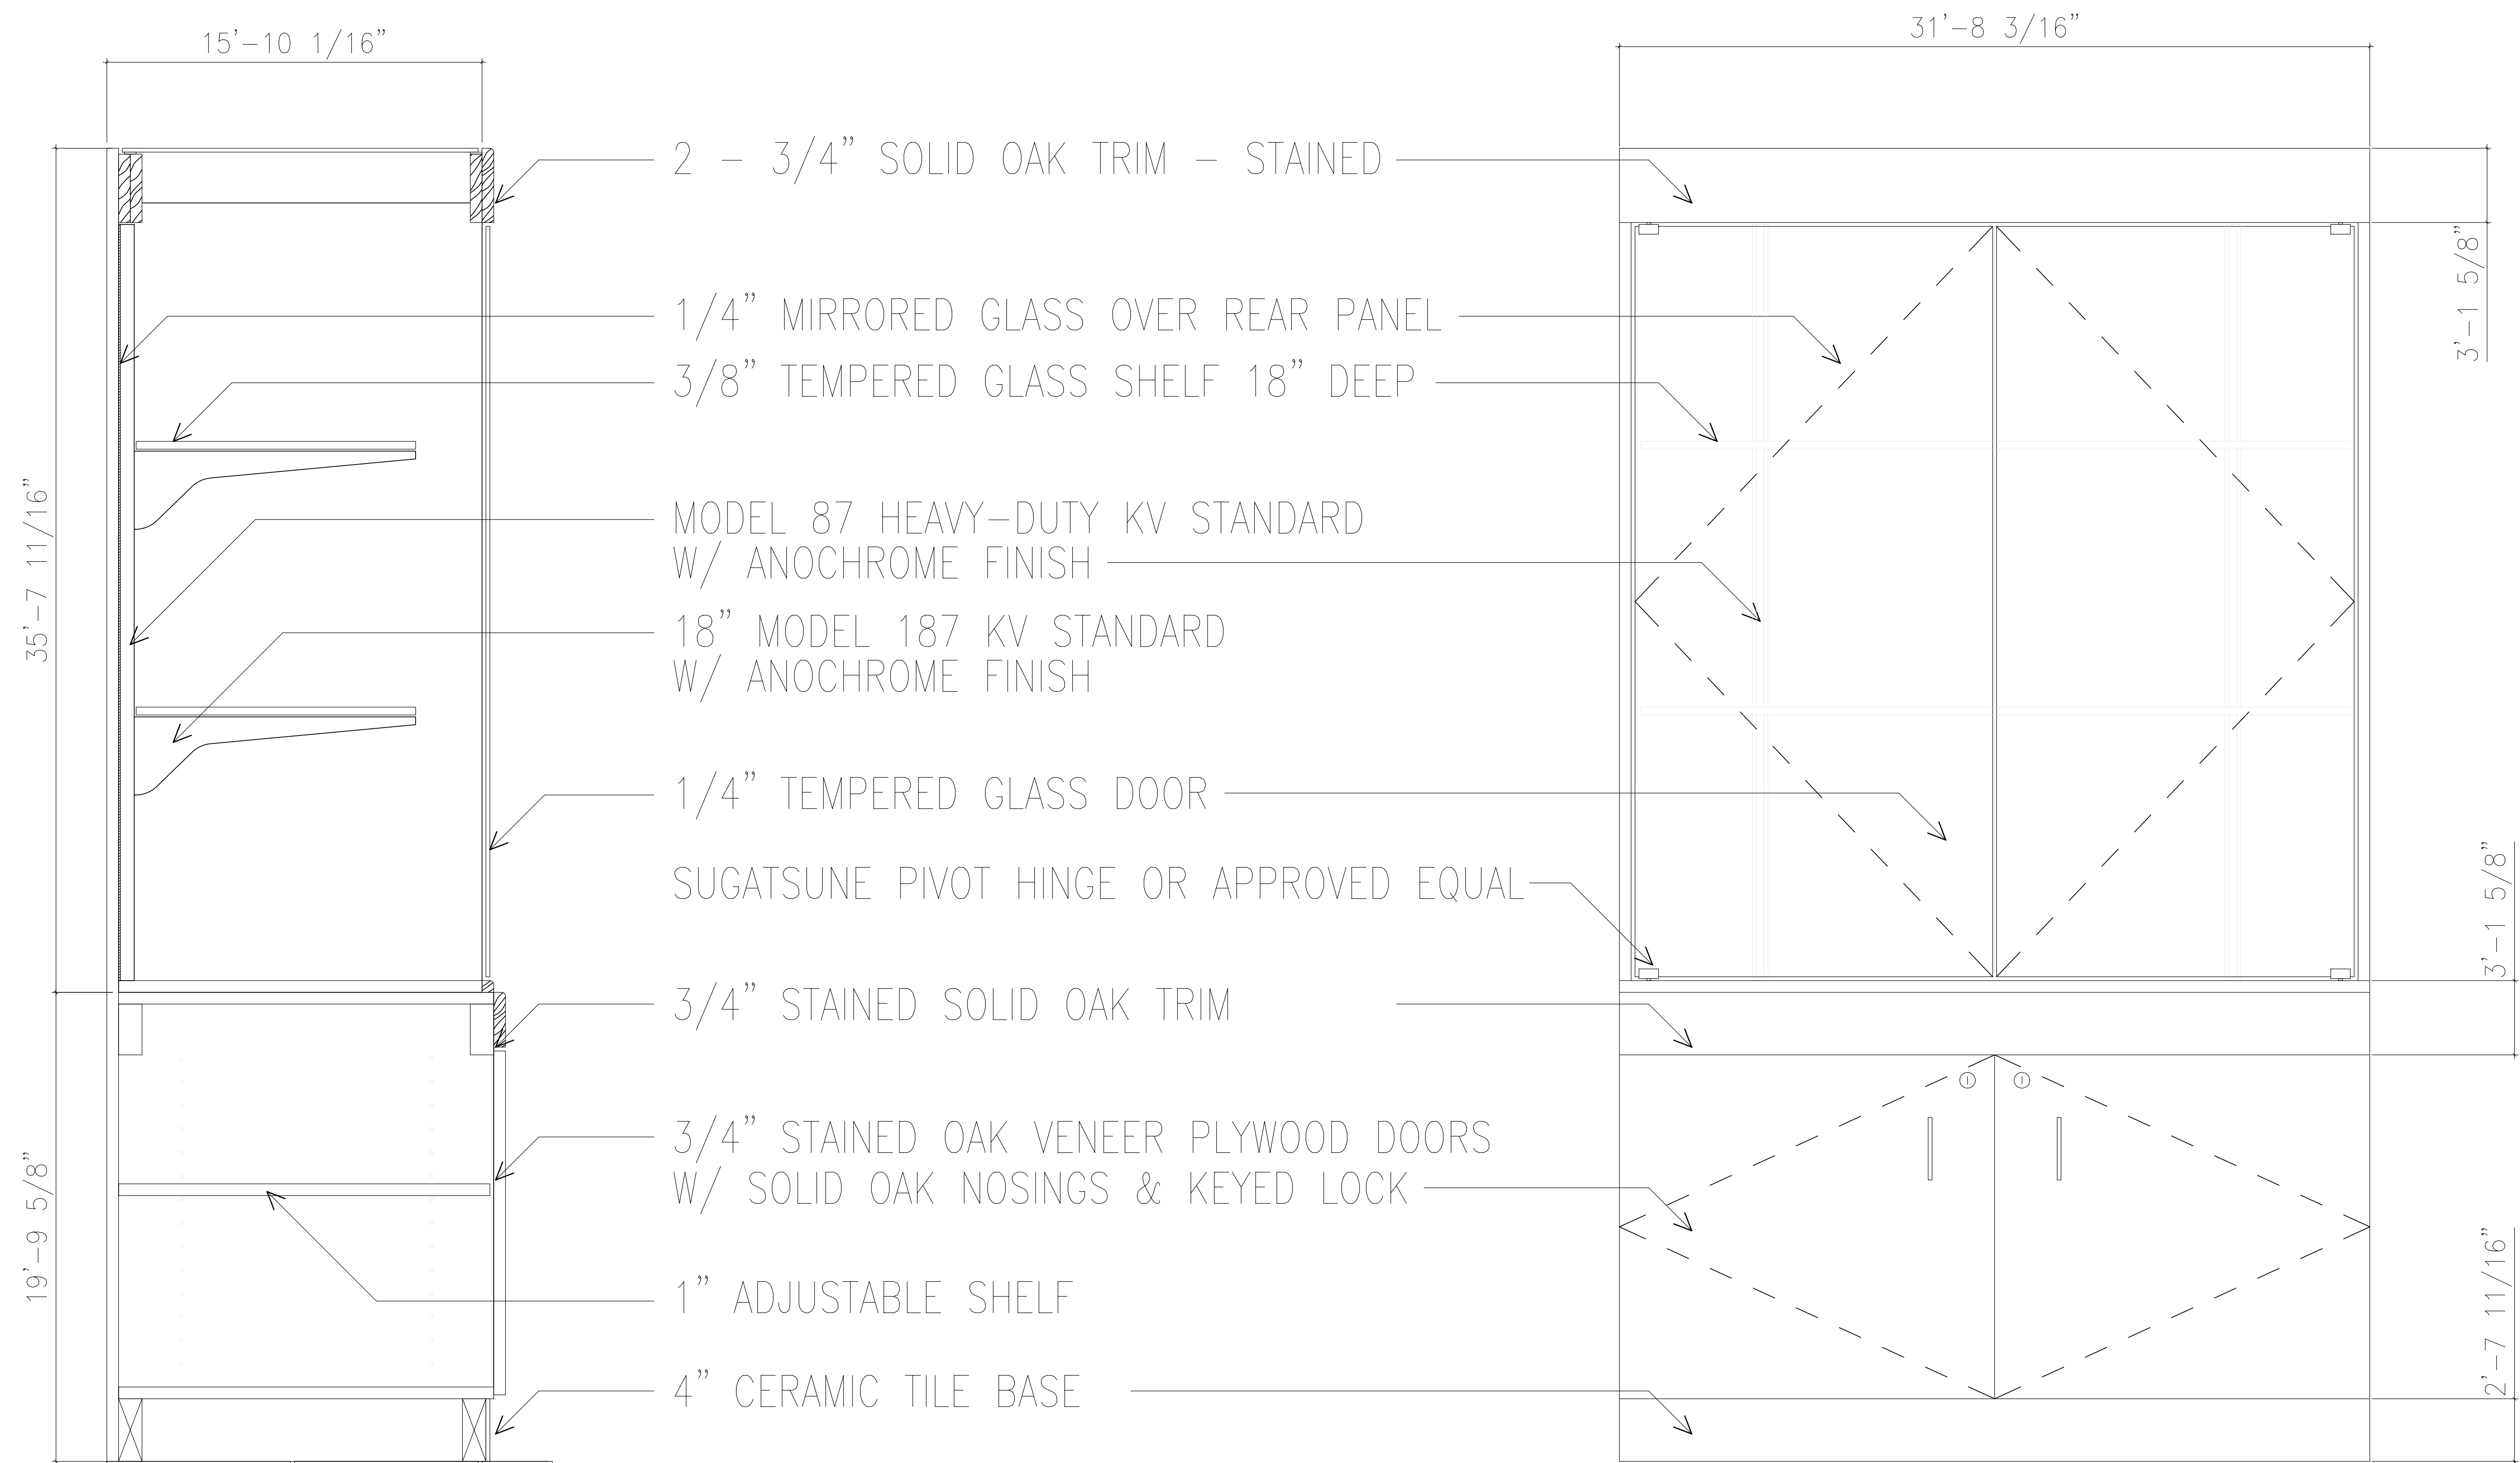 15'-10 1/16"
31'-8 3/16"
2 - 3/4" SOLID OAK TRIM - STAINED
3'-1 5/8"
1/4" MIRRORED GLASS OVER REAR PANEL
3/8" TEMPERED GLASS SHELF 18" DEEP
35'-7 11/16"
MODEL 87 HEAVY-DUTY KV STANDARD
W/ ANOCHROME FINISH
18" MODEL 187 KV STANDARD
W/ ANOCHROME FINISH
1/4" TEMPERED GLASS DOOR
SUGATSUNE PIVOT HINGE OR APPROVED EQUAL
3'-1 5/8"
3/4" STAINED SOLID OAK TRIM
3/4" STAINED OAK VENEER PLYWOOD DOORS
W/ SOLID OAK NOSINGS & KEYED LOCK
19'-9 5/8"
1" ADJUSTABLE SHELF
2'-7 11/16"
4" CERAMIC TILE BASE